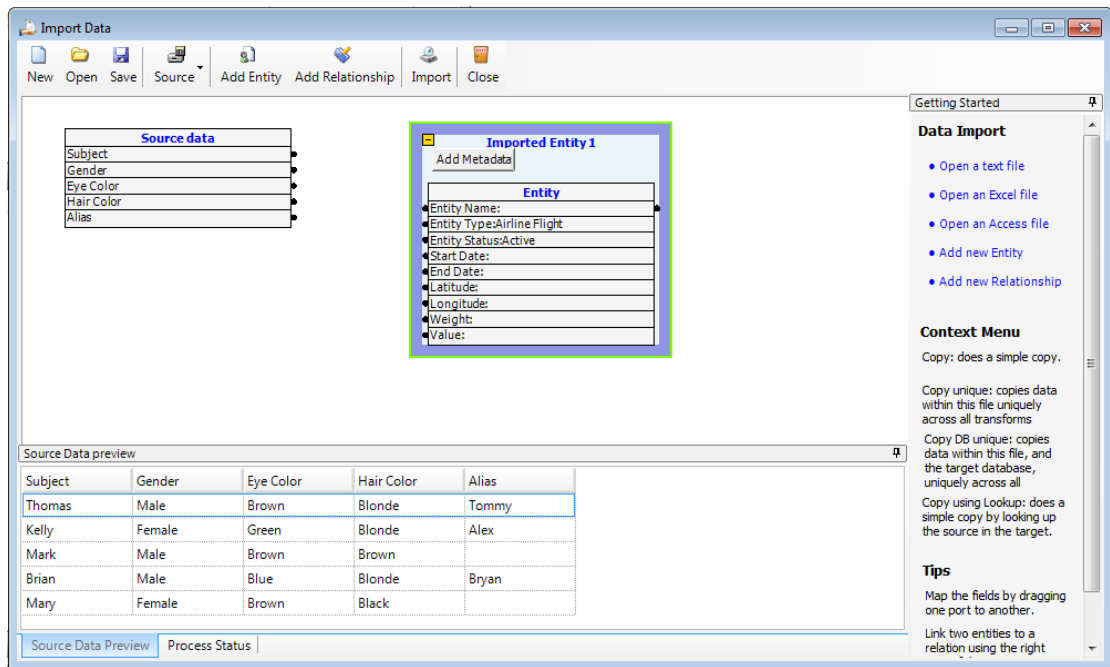 Import Data
New Open Save Source Add Entity Add Relationship Import Close
Source data
Subject
Gender
Eye Color
Hair Color
Alias
Imported Entity 1
Add Metadata
Entity
Entity Name:
Entity Type:Airline Flight
Entity Status:Active
Start Date:
End Date:
Latitude:
Longitude:
Weight:
Value:
Getting Started
Data Import
• Open a text file
• Open an Excel file
• Open an Access file
• Add new Entity
• Add new Relationship
Context Menu
Copy: does a simple copy.
Copy unique: copies data
within this file uniquely
across all transforms
Copy DB unique: copies
data within this file, and
the target database,
uniquely across all
Copy using Lookup: does a
simple copy by looking up
the source in the target.
Tips
Map the fields by dragging
one port to another.
Link two entities to a
relation using the right
Source Data preview
Subject Gender Eye Color Hair Color Alias
Thomas Male Brown Blonde Tommy
Kelly Female Green Blonde Alex
Mark Male Brown Brown
Brian Male Blue Blonde Bryan
Mary Female Brown Black
Source Data Preview Process Status